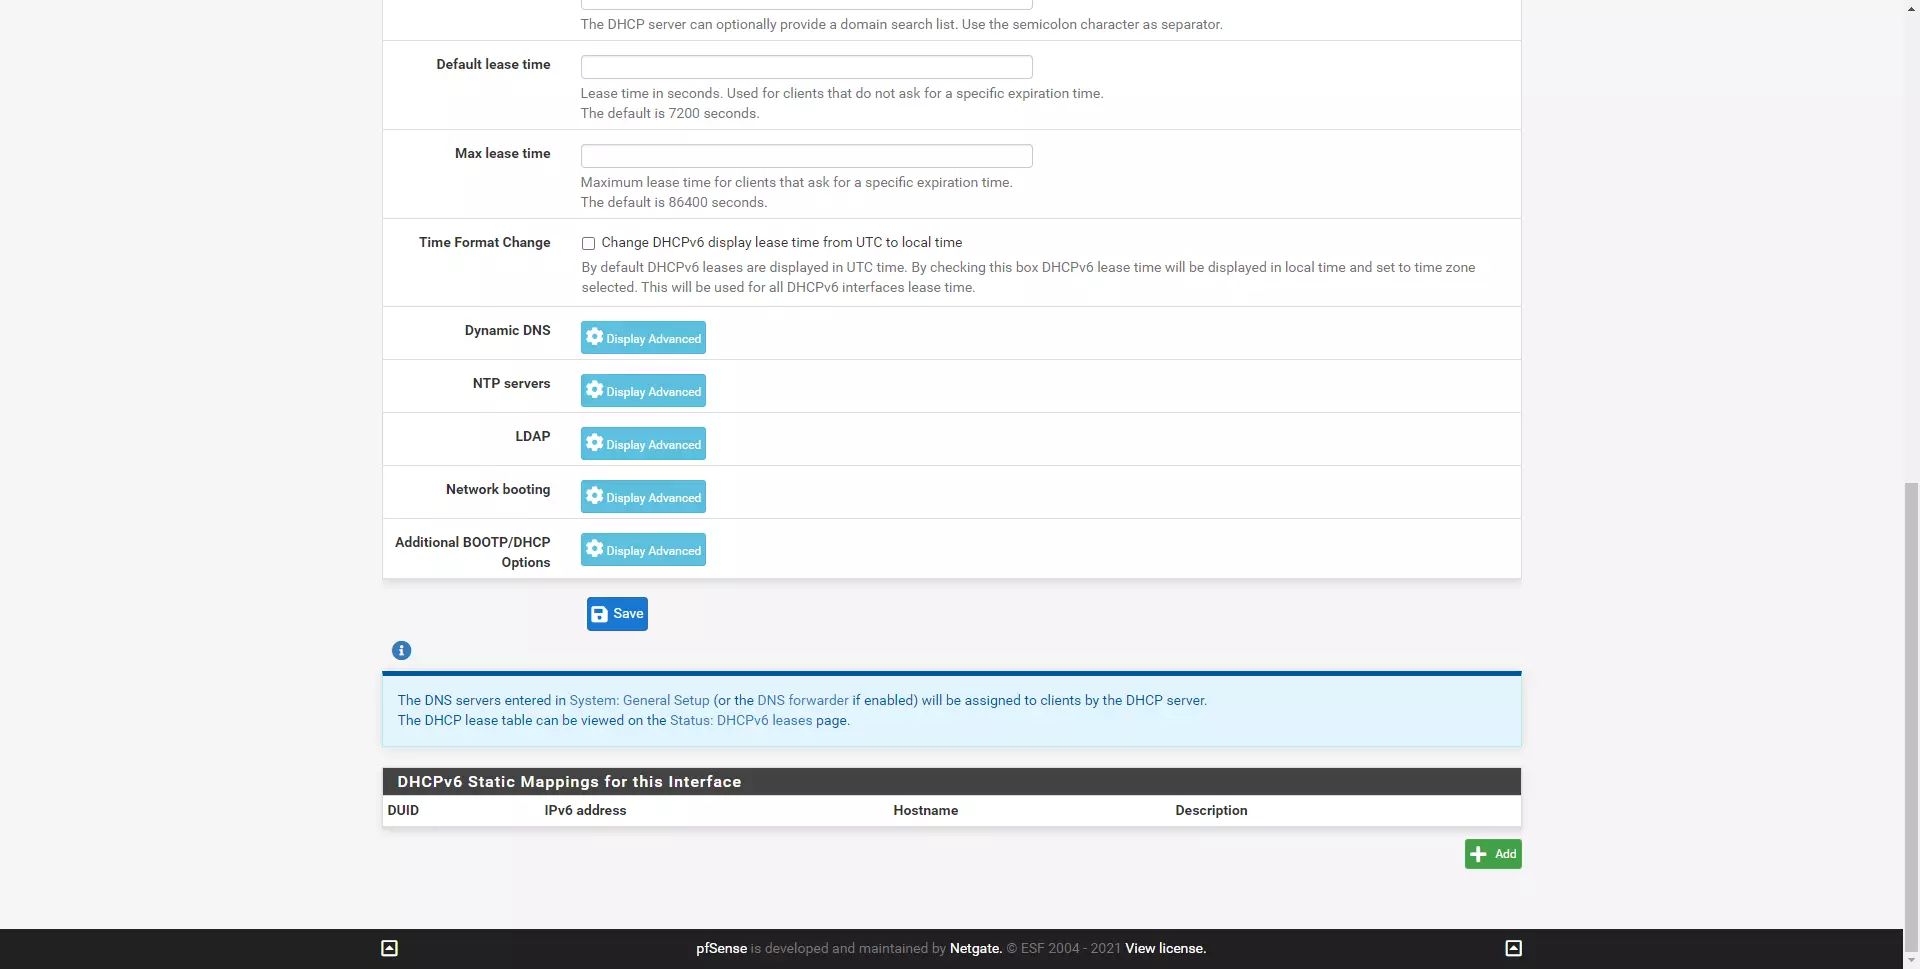 The DHCP server can optionally provide a domain search list. Use the semicolon character as separator.
Default lease time
Lease time in seconds. Used for clients that do not ask for a specific expiration time.
The default is 7200 seconds.
Max lease time
Maximum lease time for clients that ask for a specific expiration time.
The default is 86400 seconds.
Time Format Change
Change DHCPv6 display lease time from UTC to local time
By default DHCPv6 leases are displayed in UTC time. By checking this box DHCPv6 lease time will be displayed in local time and set to time zone
selected. This will be used for all DHCPv6 interfaces lease time.
Dynamic DNS
Display Advanced
NTP servers
Display Advanced
LDAP
Display Advanced
Network booting
Display Advanced
Additional BOOTP/DHCP
Options
Display Advanced
Save
The DNS servers entered in System: General Setup (or the DNS forwarder if enabled) will be assigned to clients by the DHCP server.
The DHCP lease table can be viewed on the Status: DHCPv6 leases page.
DHCPv6 Static Mappings for this Interface
DUID IPv6 address Hostname Description
Add
pfSense is developed and maintained by Netgate. © ESF 2004 - 2021 View license.